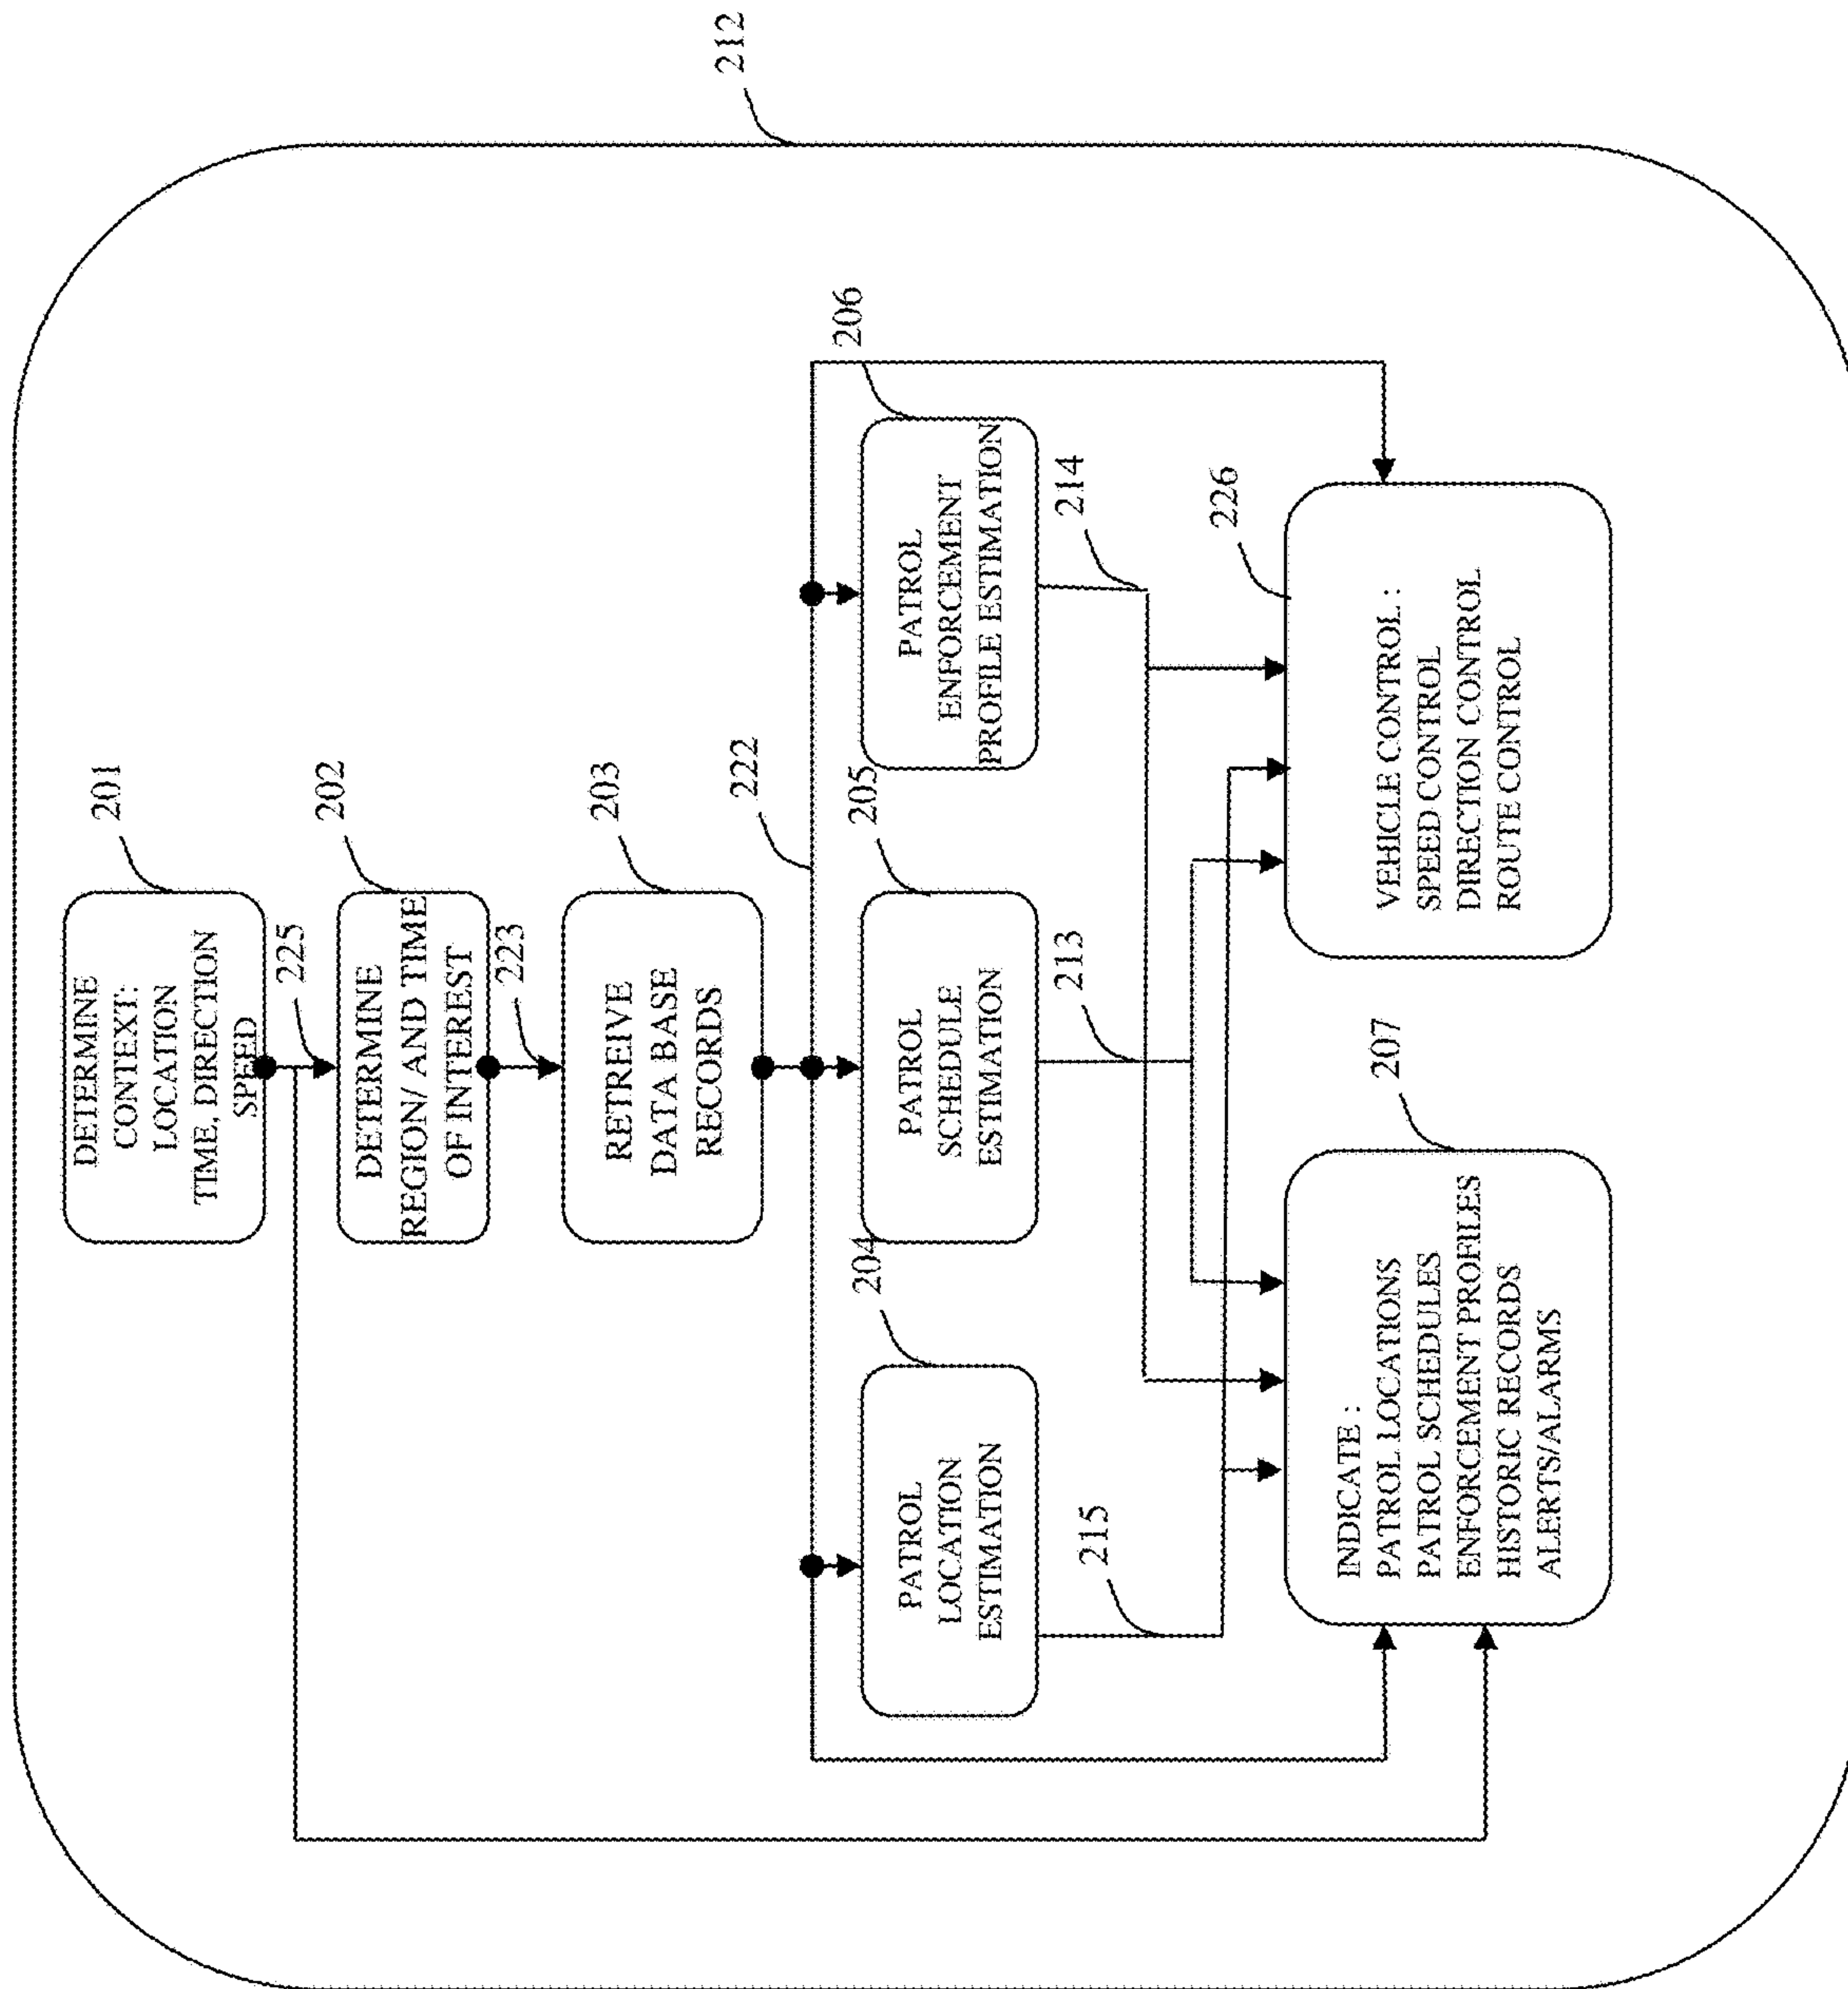 212
201
DETERMINE
CONTEXT:
LOCATION
TIME, DIRECTION
SPEED
225
202
DETERMINE
REGION/ AND TIME
OF INTEREST
223
203
RETREIVE
DATA BASE
RECORDS
222
204
PATROL
LOCATION
ESTIMATION
205
PATROL
SCHEDULE
ESTIMATION
206
PATROL
ENFORCEMENT
PROFILE ESTIMATION
215
213
214
207
INDICATE :
PATROL LOCATIONS
PATROL SCHEDULES
ENFORCEMENT PROFILES
HISTORIC RECORDS
ALERTS/ALARMS
226
VEHICLE CONTROL :
SPEED CONTROL
DIRECTION CONTROL
ROUTE CONTROL